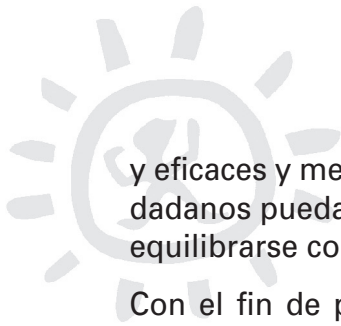 y eficaces y me
dadanos pueda
equilibrarse co
Con el fin de p